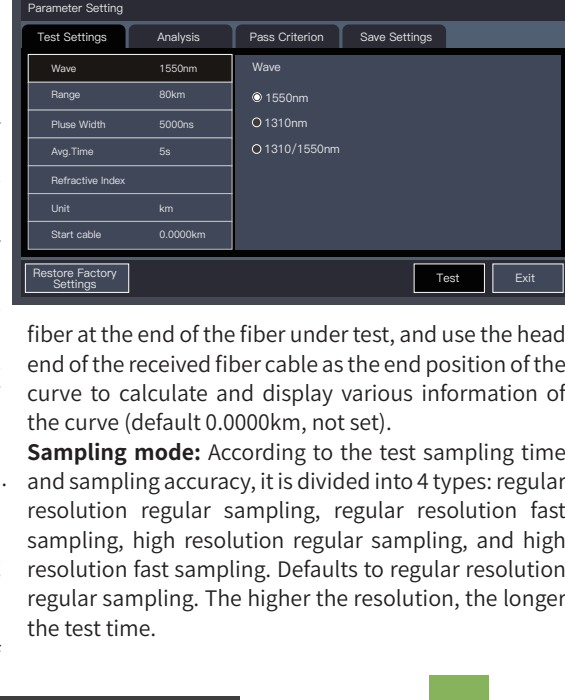 Parameter Setting
Test Settings Analysis Pass Criterion Save Settings
Wave 1550nm
Range 80km
Pluse Width 5000ns
Avg.Time 5s
Refractive Index
Unit km
Start cable 0.0000km
Wave
1550nm
1310nm
1310/1550nm
Restore Factory
Settings
Test Exit
fiber at the end of the fiber under test, and use the head
end of the received fiber cable as the end position of the
curve to calculate and display various information of
the curve (default 0.0000km, not set).
Sampling mode: According to the test sampling time
and sampling accuracy, it is divided into 4 types: regular
resolution regular sampling, regular resolution fast
sampling, high resolution regular sampling, and high
resolution fast sampling. Defaults to regular resolution
regular sampling. The higher the resolution, the longer
the test time.